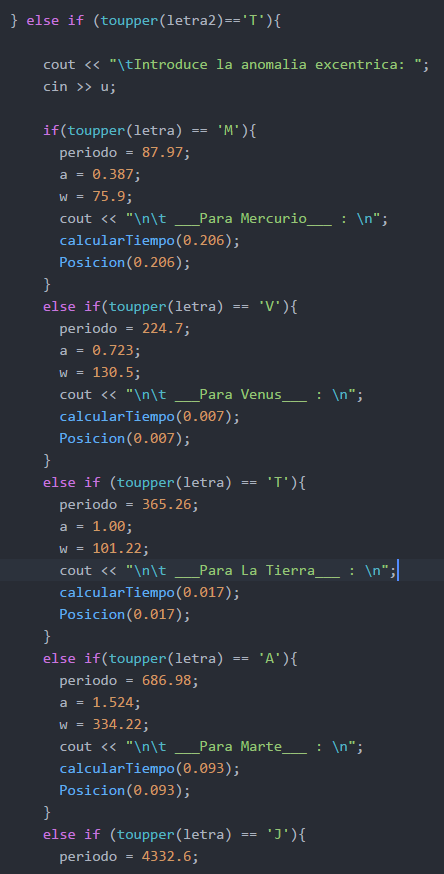 } else if (toupper(letra2)=='T'){
cout << "\tIntroduce la anomalia excentrica: ";
cin >> u;
if(toupper(letra) == 'M'){
periodo = 87.97;
a = 0.387;
w = 75.9;
cout << "\n\t ___Para Mercurio___ : \n";
calcularTiempo(0.206);
Posicion(0.206);
}
else if(toupper(letra) == 'V'){
periodo = 224.7;
a = 0.723;
w = 130.5;
cout << "\n\t ___Para Venus___ : \n";
calcularTiempo(0.007);
Posicion(0.007);
}
else if (toupper(letra) == 'T'){
periodo = 365.26;
a = 1.00;
w = 101.22;
cout << "\n\t ___Para La Tierra___ : \n";
calcularTiempo(0.017);
Posicion(0.017);
}
else if(toupper(letra) == 'A'){
periodo = 686.98;
a = 1.524;
w = 334.22;
cout << "\n\t ___Para Marte___ : \n";
calcularTiempo(0.093);
Posicion(0.093);
}
else if (toupper(letra) == 'J'){
periodo = 4332.6;